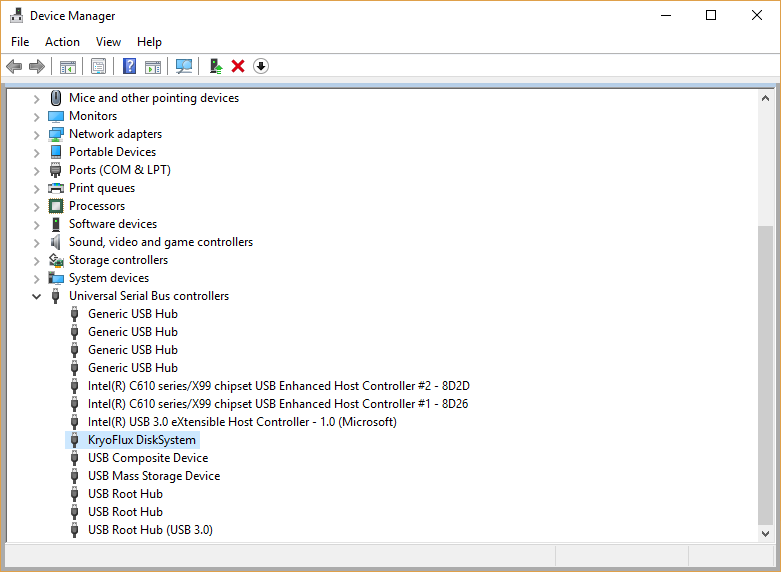 Device Manager
File Action View Help
Mice and other pointing devices
Monitors
Network adapters
Portable Devices
Ports (COM & LPT)
Print queues
Processors
Software devices
Sound, video and game controllers
Storage controllers
System devices
Universal Serial Bus controllers
Generic USB Hub
Generic USB Hub
Generic USB Hub
Generic USB Hub
Intel(R) C610 series/X99 chipset USB Enhanced Host Controller #2 - 8D2D
Intel(R) C610 series/X99 chipset USB Enhanced Host Controller #1 - 8D26
Intel(R) USB 3.0 eXtensible Host Controller - 1.0 (Microsoft)
KryoFlux DiskSystem
USB Composite Device
USB Mass Storage Device
USB Root Hub
USB Root Hub
USB Root Hub (USB 3.0)